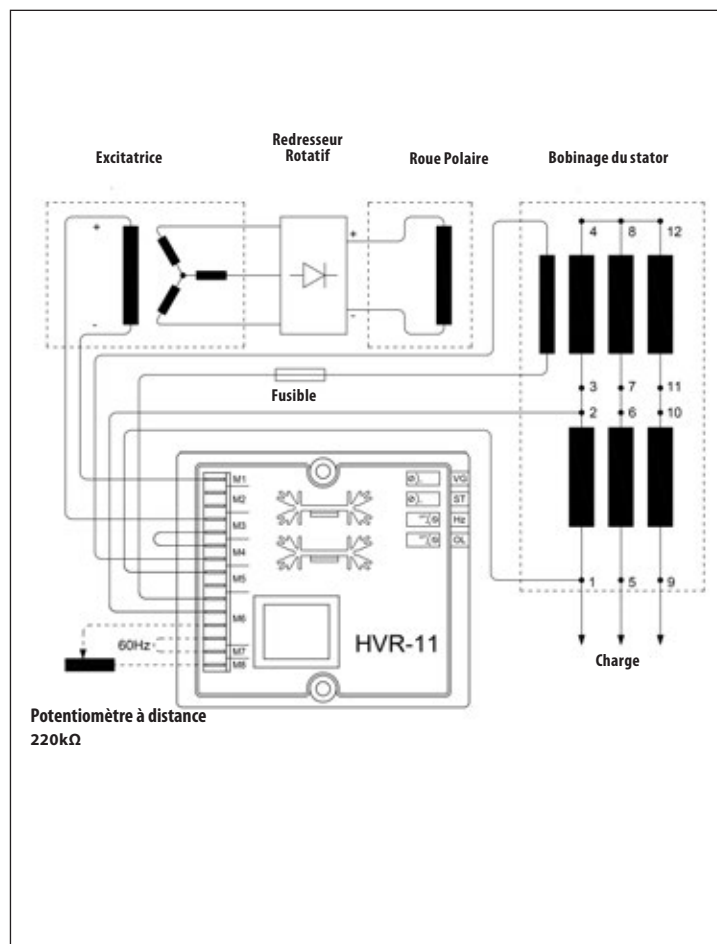 Excitatrice
Redresseur
Rotatif
Roue Polaire
Bobinage du stator
+
-
+
-
4 8 12
3 7 11
2 6 10
1 5 9
Fusible
M1
M2
M3
M4
M5
M6
M7
M8
VG
ST
Hz
OL
60Hz
HVR-11
Charge
Potentiomètre à distance
220kΩ